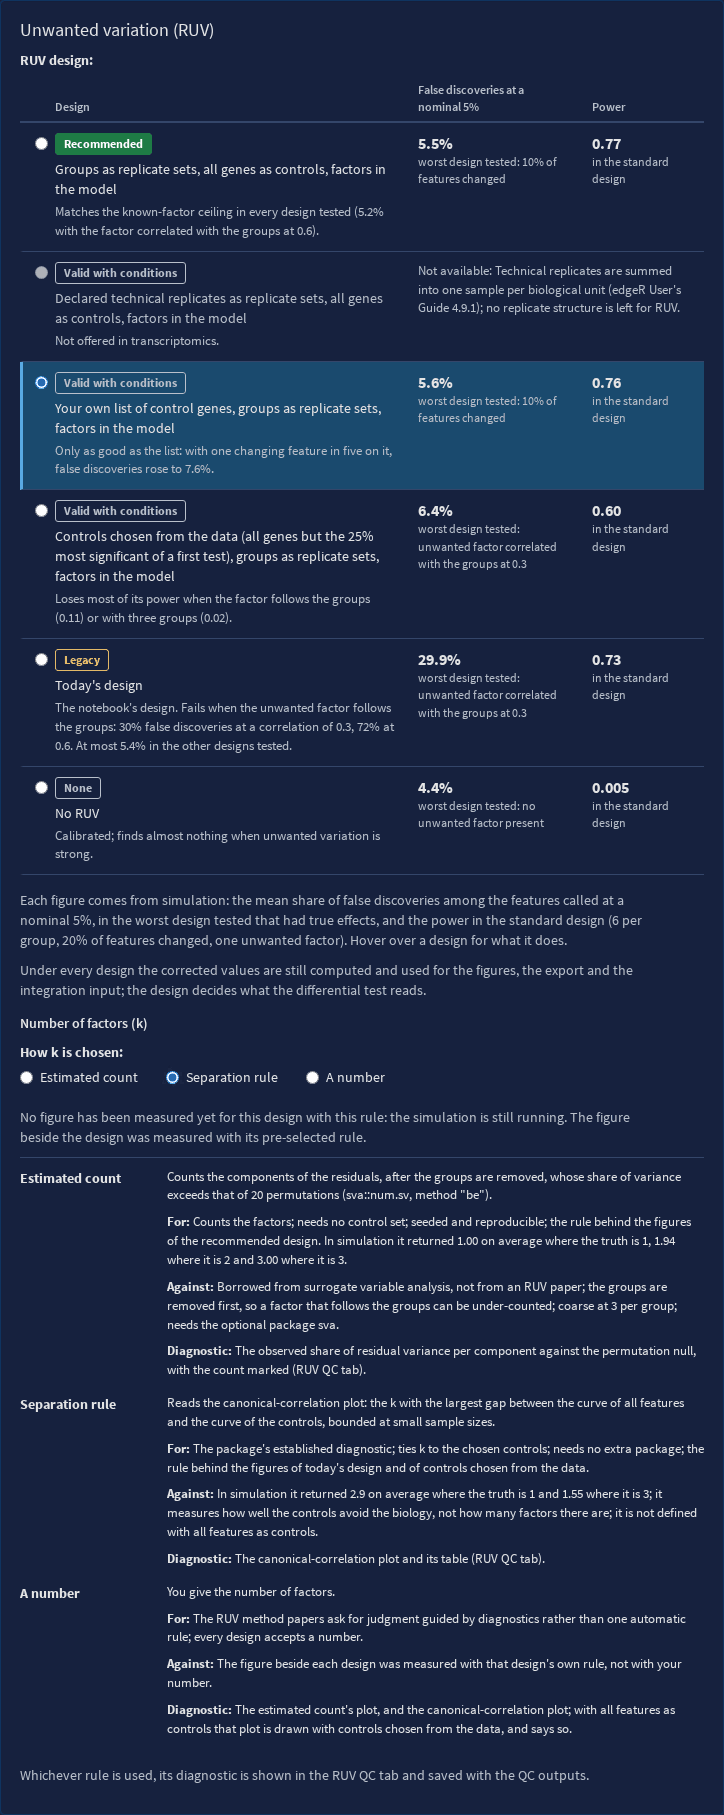 Unwanted variation (RUV)
RUV design:
Design
False discoveries at a
nominal 5%
Power
Recommended
Groups as replicate sets, all genes as controls, factors in
the model
Matches the known-factor ceiling in every design tested (5.2%
with the factor correlated with the groups at 0.6).
5.5%
worst design tested: 10% of
features changed
0.77
in the standard
design
Valid with conditions
Declared technical replicates as replicate sets, all genes
as controls, factors in the model
Not offered in transcriptomics.
Not available: Technical replicates are summed
into one sample per biological unit (edgeR User's
Guide 4.9.1); no replicate structure is left for RUV.
Valid with conditions
Your own list of control genes, groups as replicate sets,
factors in the model
Only as good as the list: with one changing feature in five on it,
false discoveries rose to 7.6%.
5.6%
worst design tested: 10% of
features changed
0.76
in the standard
design
Valid with conditions
Controls chosen from the data (all genes but the 25%
most significant of a first test), groups as replicate sets,
factors in the model
Loses most of its power when the factor follows the groups
(0.11) or with three groups (0.02).
6.4%
worst design tested:
unwanted factor correlated
with the groups at 0.3
0.60
in the standard
design
Legacy
Today's design
The notebook's design. Fails when the unwanted factor follows
the groups: 30% false discoveries at a correlation of 0.3, 72% at
0.6. At most 5.4% in the other designs tested.
29.9%
worst design tested:
unwanted factor correlated
with the groups at 0.3
0.73
in the standard
design
None
No RUV
Calibrated; finds almost nothing when unwanted variation is
strong.
4.4%
worst design tested: no
unwanted factor present
0.005
in the standard
design
Each figure comes from simulation: the mean share of false discoveries among the features called at a
nominal 5%, in the worst design tested that had true effects, and the power in the standard design (6 per
group, 20% of features changed, one unwanted factor). Hover over a design for what it does.
Under every design the corrected values are still computed and used for the figures, the export and the
integration input; the design decides what the differential test reads.
Number of factors (k)
How k is chosen:
Estimated count
Separation rule
A number
No figure has been measured yet for this design with this rule: the simulation is still running. The figure
beside the design was measured with its pre-selected rule.
Estimated count
Counts the components of the residuals, after the groups are removed, whose share of variance
exceeds that of 20 permutations (sva::num.sv, method "be").
For: Counts the factors; needs no control set; seeded and reproducible; the rule behind the figures
of the recommended design. In simulation it returned 1.00 on average where the truth is 1, 1.94
where it is 2 and 3.00 where it is 3.
Against: Borrowed from surrogate variable analysis, not from an RUV paper; the groups are
removed first, so a factor that follows the groups can be under-counted; coarse at 3 per group;
needs the optional package sva.
Diagnostic: The observed share of residual variance per component against the permutation null,
with the count marked (RUV QC tab).
Separation rule
Reads the canonical-correlation plot: the k with the largest gap between the curve of all features
and the curve of the controls, bounded at small sample sizes.
For: The package's established diagnostic; ties k to the chosen controls; needs no extra package; the
rule behind the figures of today's design and of controls chosen from the data.
Against: In simulation it returned 2.9 on average where the truth is 1 and 1.55 where it is 3; it
measures how well the controls avoid the biology, not how many factors there are; it is not defined
with all features as controls.
Diagnostic: The canonical-correlation plot and its table (RUV QC tab).
A number
You give the number of factors.
For: The RUV method papers ask for judgment guided by diagnostics rather than one automatic
rule; every design accepts a number.
Against: The figure beside each design was measured with that design's own rule, not with your
number.
Diagnostic: The estimated count's plot, and the canonical-correlation plot; with all features as
controls that plot is drawn with controls chosen from the data, and says so.
Whichever rule is used, its diagnostic is shown in the RUV QC tab and saved with the QC outputs.